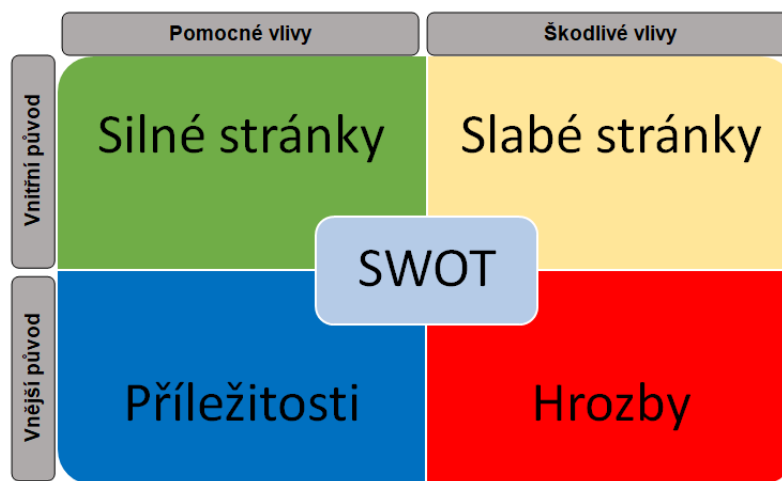 Pomocné vlivy
Škodlivé vlivy
Vnitřní původ
Silné stránky
Slabé stránky
SWOT
Vnější původ
Příležitosti
Hrozby